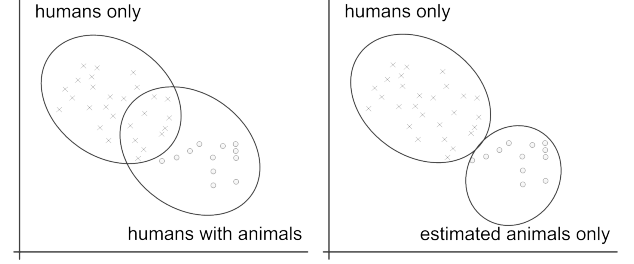 humans only
humans with animals
humans only
estimated animals only